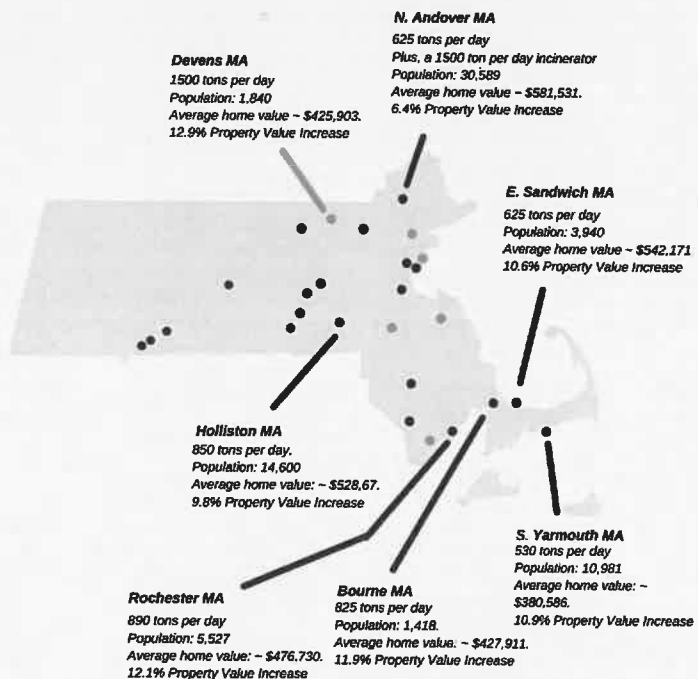 N. Andover MA
625 tons per day
Plus, a 1500 ton per day incinerator
Population: 30,589
Average home value ~ $581,531.
6.4% Property Value Increase
Devens MA
1500 tons per day
Population: 1,840
Average home value ~ $425,903.
12.9% Property Value Increase
E. Sandwich MA
625 tons per day
Population: 3,940
Average home value ~ $542,171
10.6% Property Value Increase
Holliston MA
850 tons per day.
Population: 14,600
Average home value: ~ $528,67.
9.8% Property Value Increase
S. Yarmouth MA
530 tons per day
Population: 10,981
Average home value: ~
$380,586.
10.9% Property Value Increase
Rochester MA
890 tons per day
Population: 5,527
Average home value: ~ $476,730.
12.1% Property Value Increase
Bourne MA
825 tons per day
Population: 1,418.
Average home value: ~ $427,911.
11.9% Property Value Increase